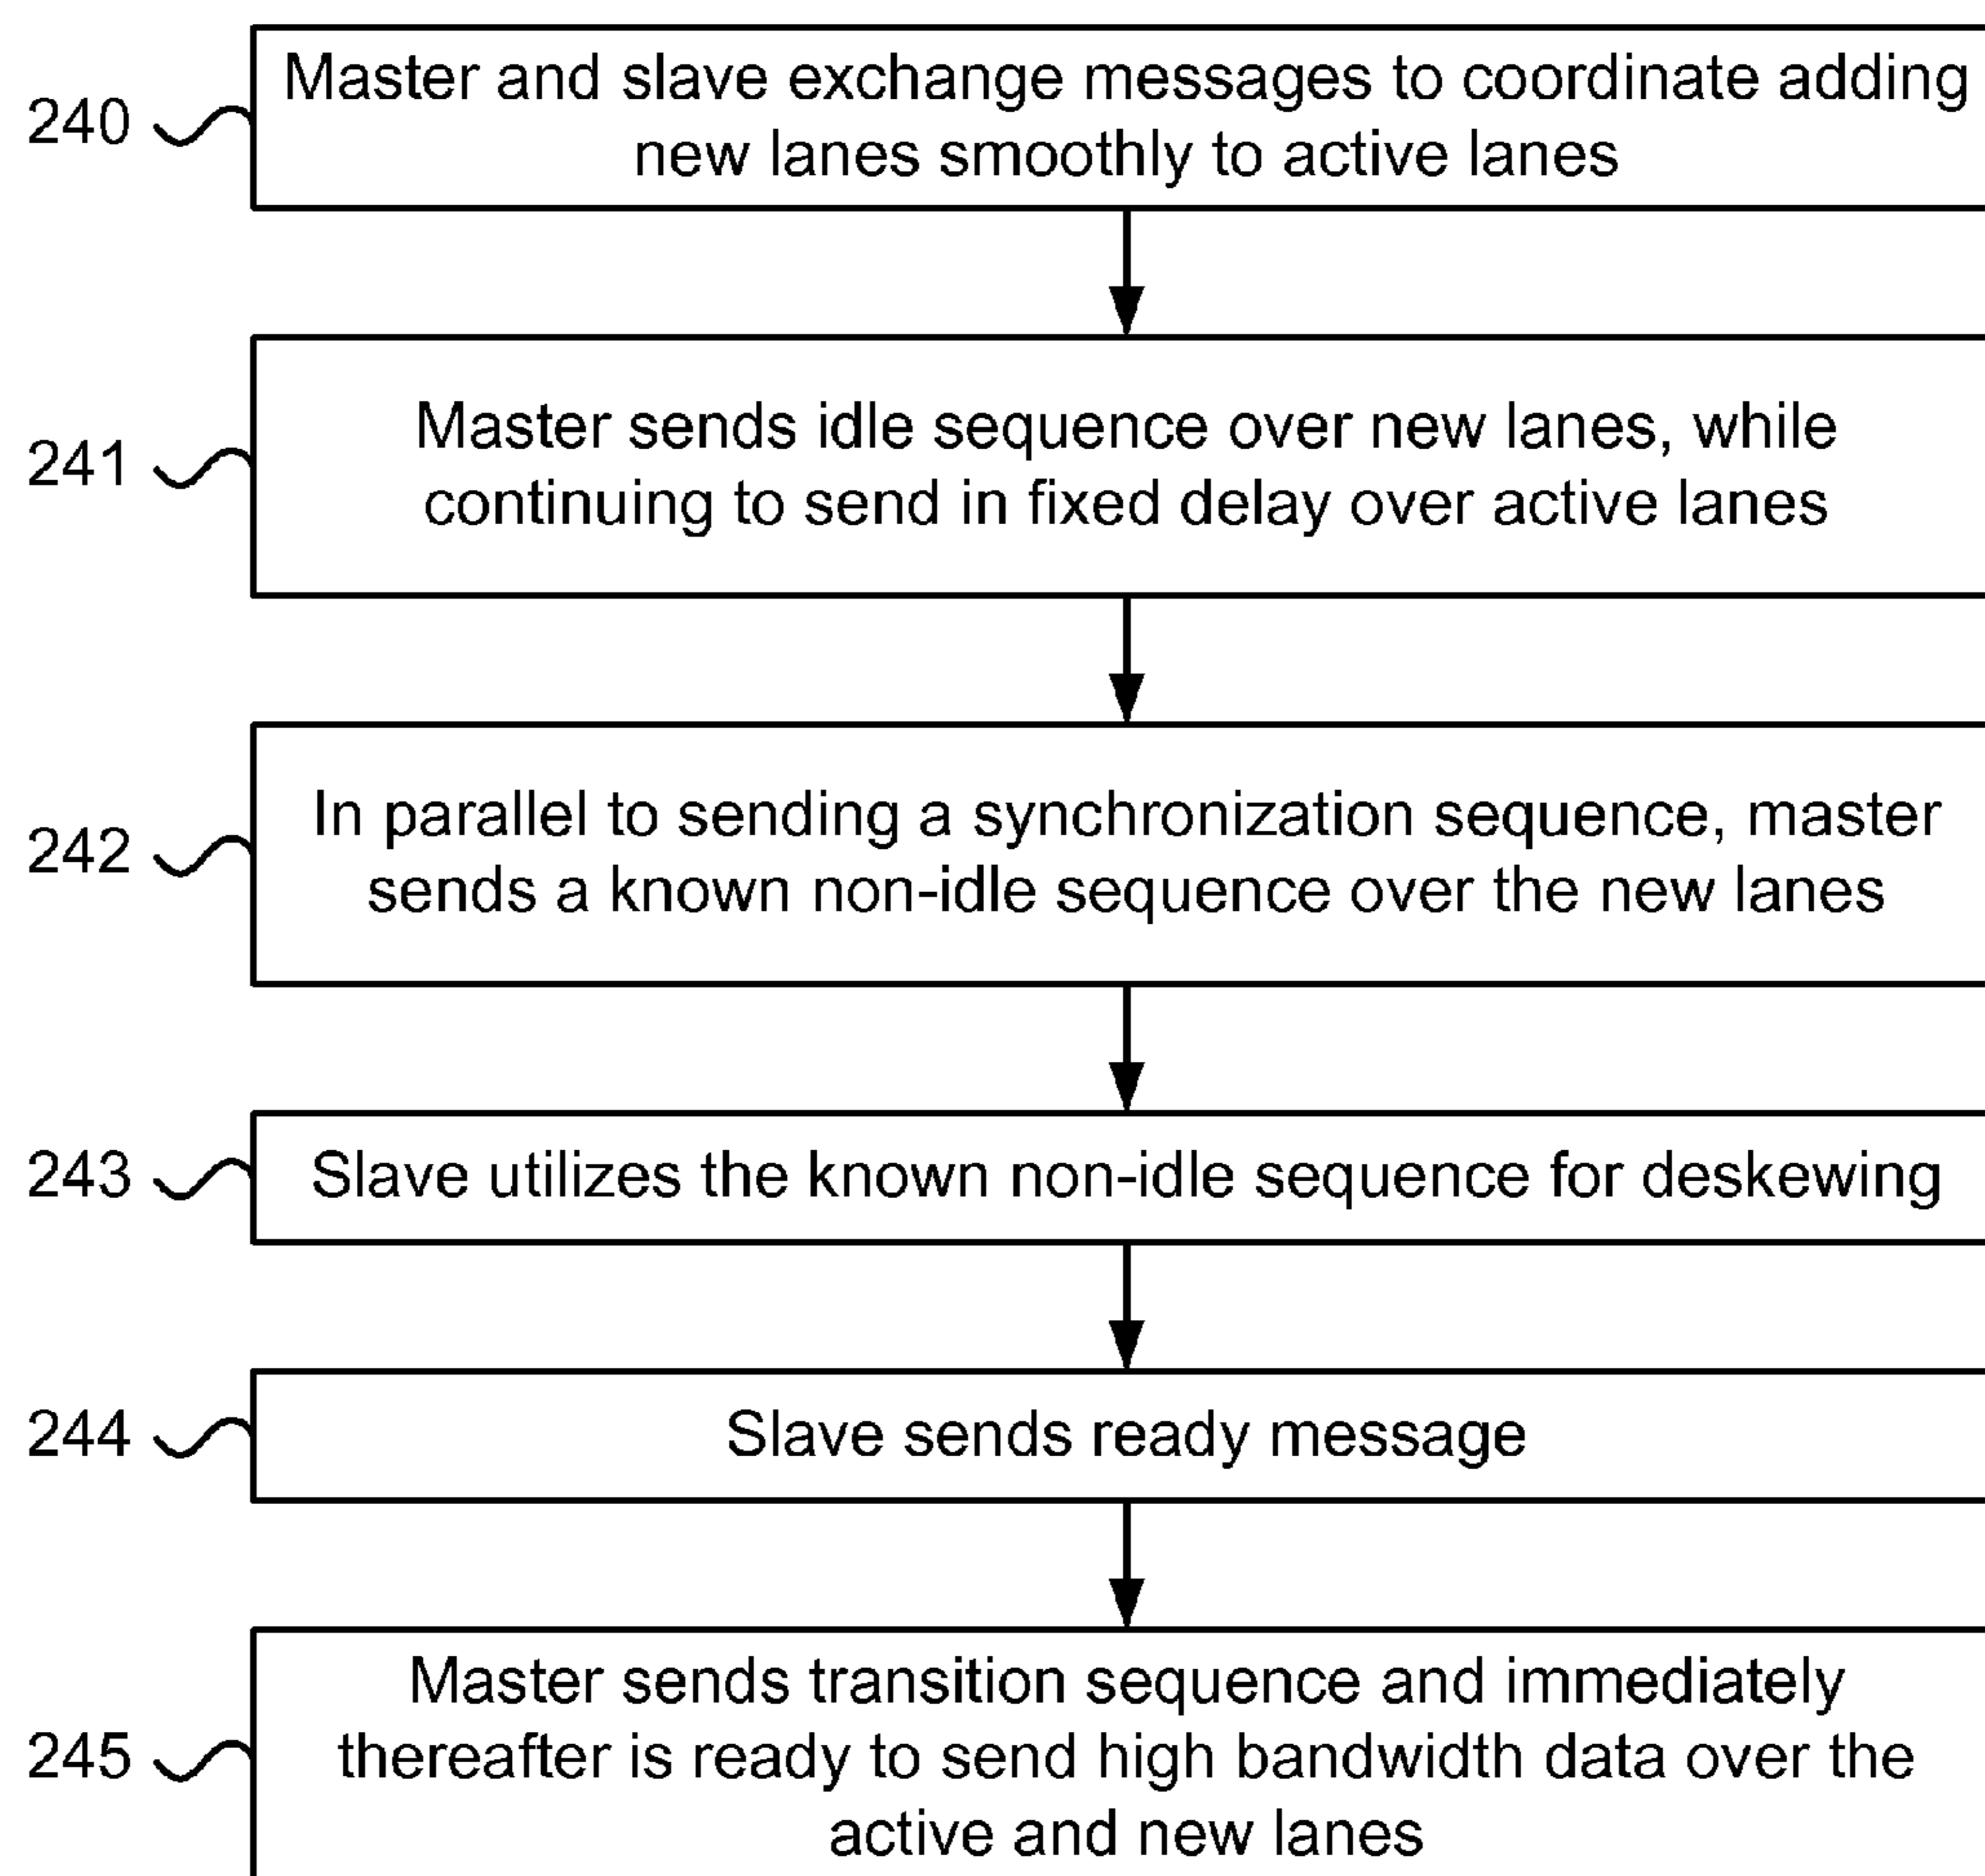 240
Master and slave exchange messages to coordinate adding
new lanes smoothly to active lanes
241
Master sends idle sequence over new lanes, while
continuing to send in fixed delay over active lanes
242
In parallel to sending a synchronization sequence, master
sends a known non-idle sequence over the new lanes
243
Slave utilizes the known non-idle sequence for deskewing
244
Slave sends ready message
245
Master sends transition sequence and immediately
thereafter is ready to send high bandwidth data over the
active and new lanes